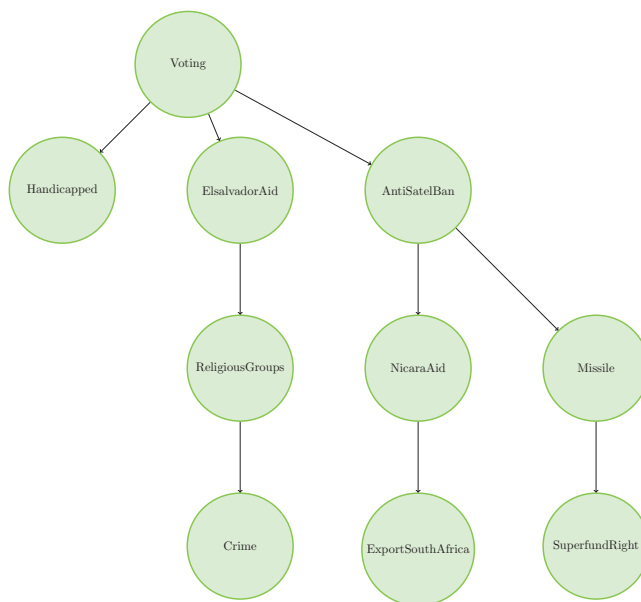 Voting
Handicapped
ElsalvadorAid
AntiSatelBan
ReligiousGroups
NicaraAid
Missile
Crime
ExportSouthAfrica
SuperfundRight